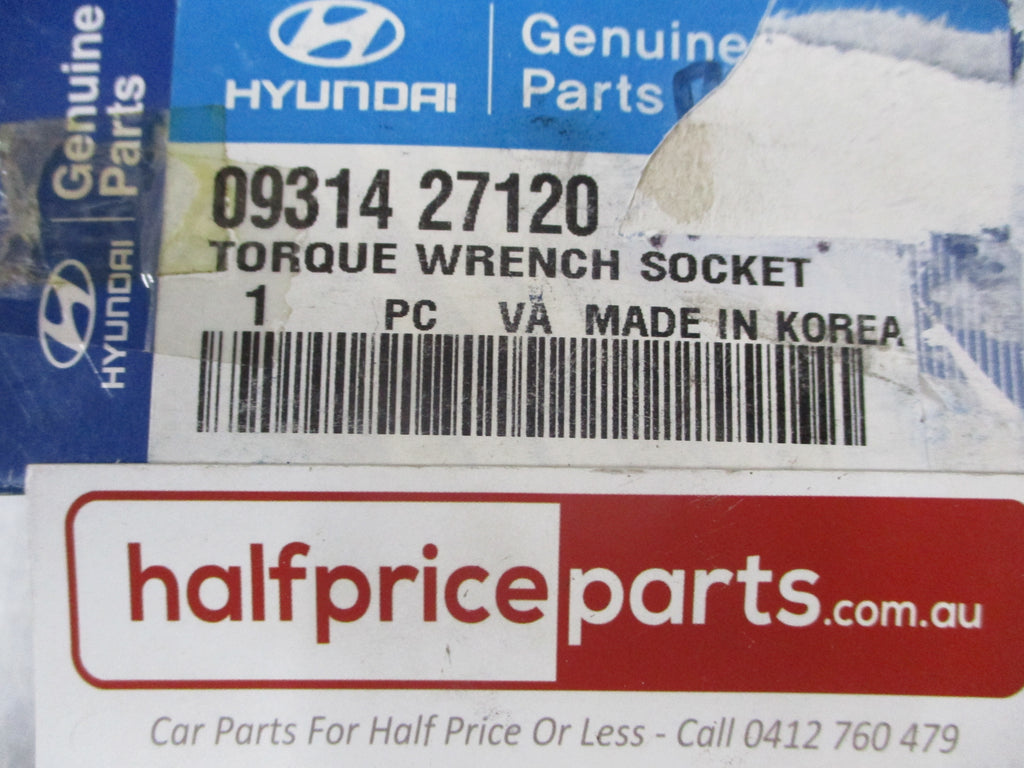 Genuine
Parts
HYUNDAI
HYUNDAI
Genuine
Parts
09314 27120
TORQUE WRENCH SOCKET
1 PC VA MADE IN KOREA
halfpriceparts.com.au
Car Parts For Half Price Or Less - Call 0412 760 479